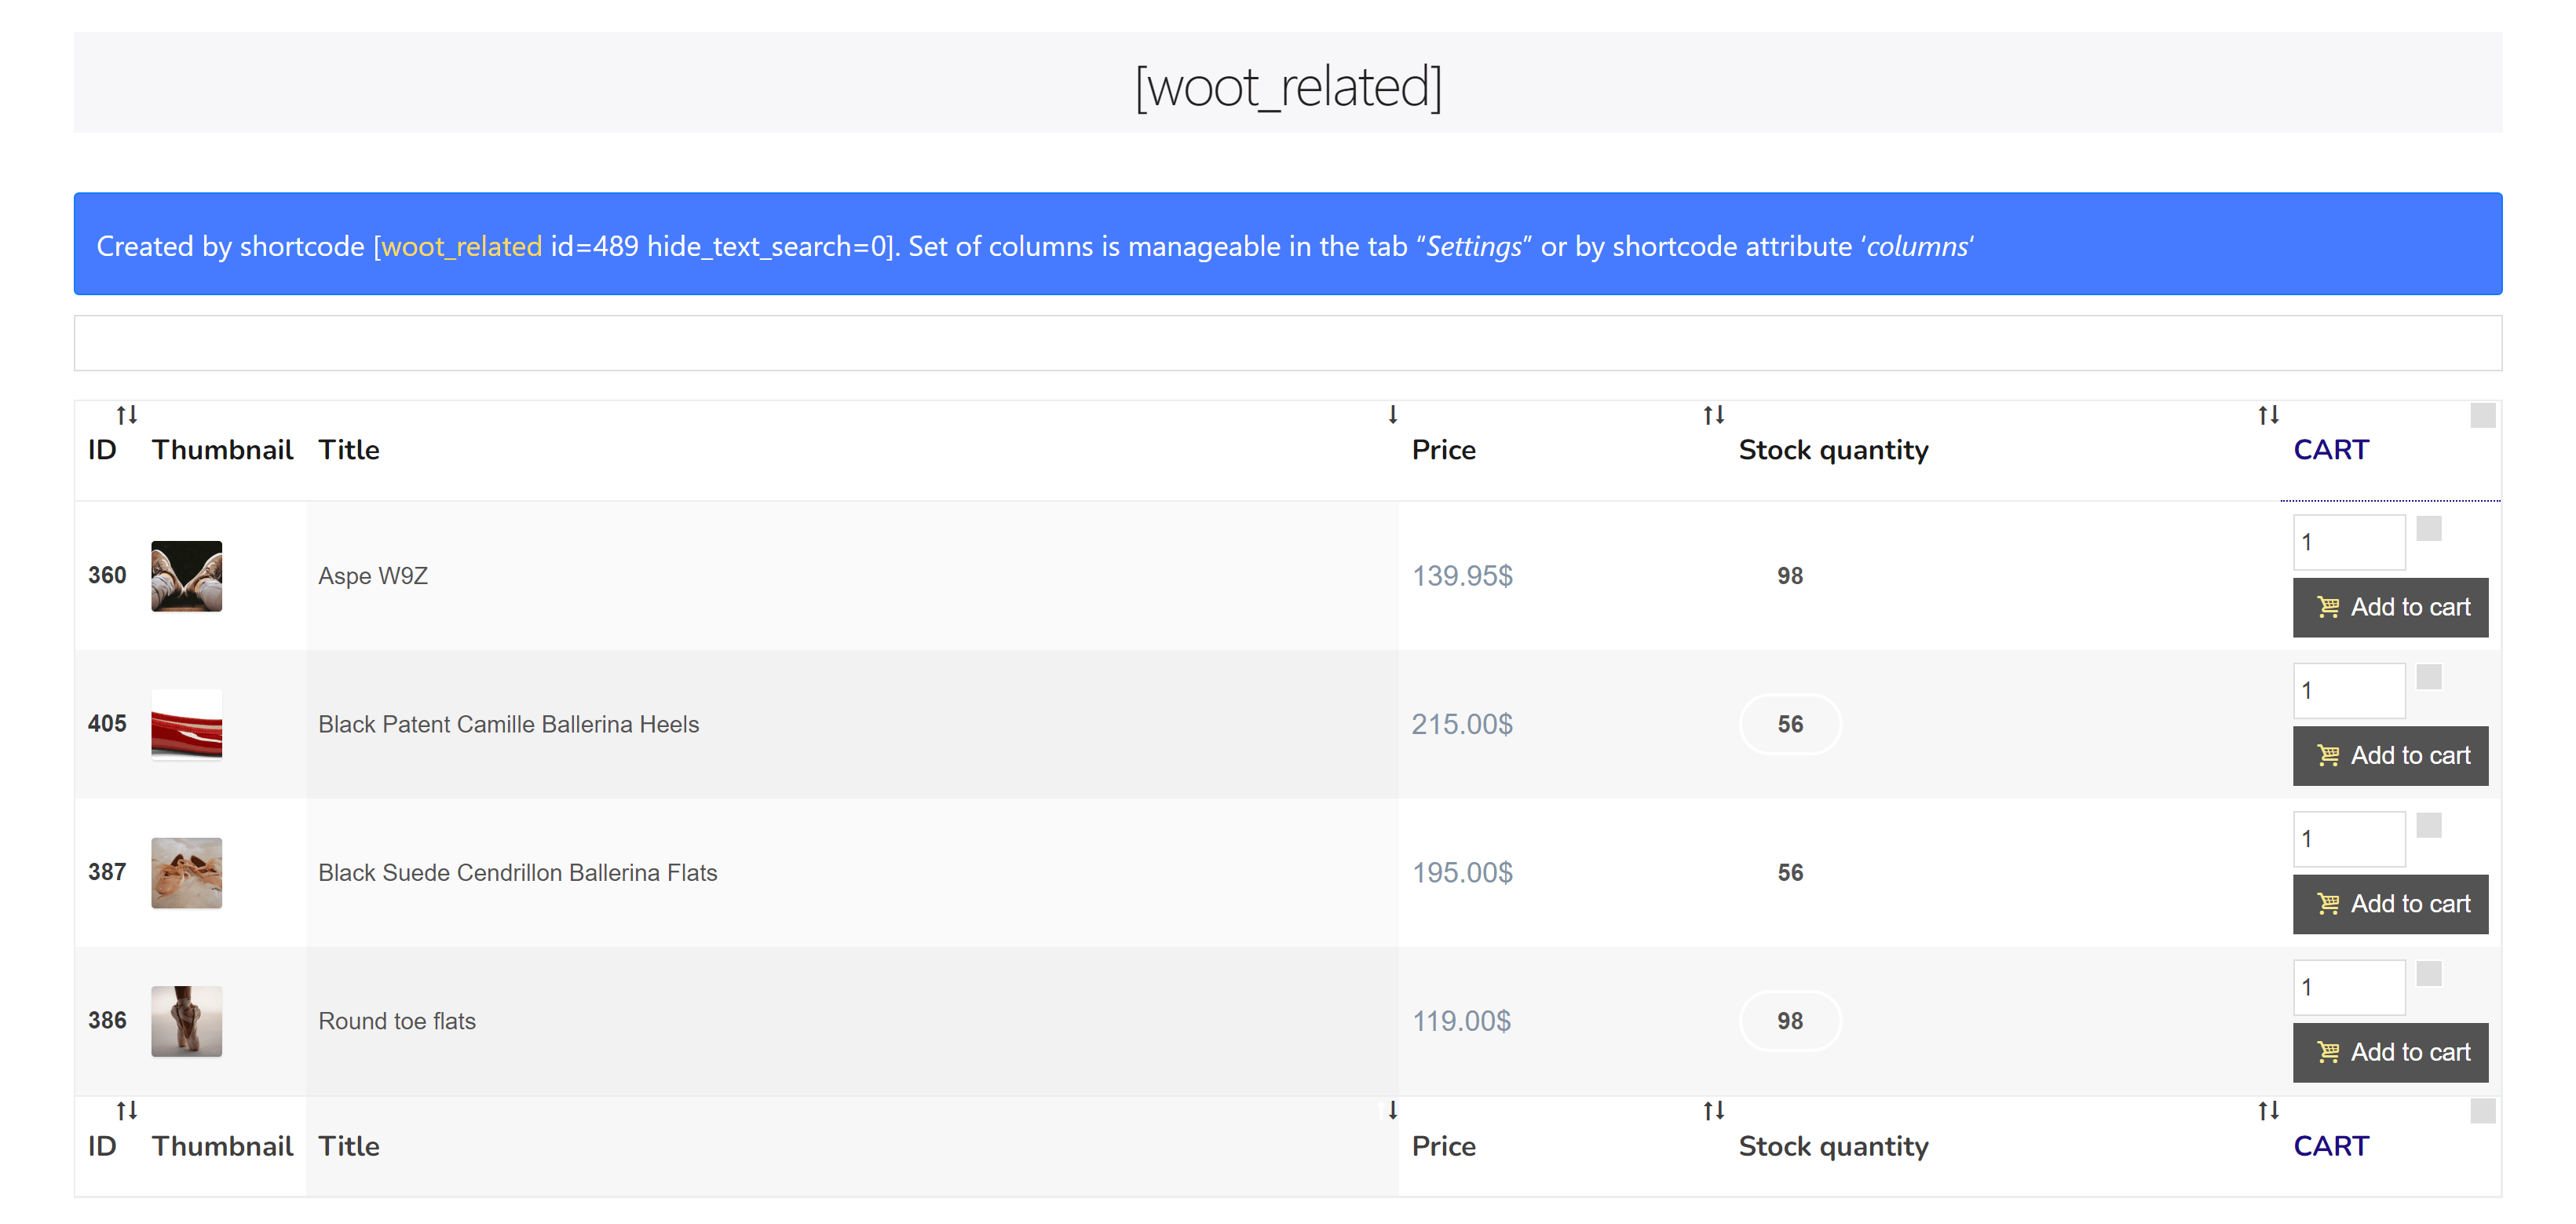 [woot_related]
Created by shortcode [woot_related id=489 hide_text_search=0]. Set of columns is manageable in the tab “Settings” or by shortcode attribute ‘columns’
ID Thumbnail Title Price Stock quantity CART
1
360 Aspe W9Z 139.95$ 98
Add to cart
1
405 Black Patent Camille Ballerina Heels 215.00$ 56
Add to cart
1
387 Black Suede Cendrillon Ballerina Flats 195.00$ 56
Add to cart
1
386 Round toe flats 119.00$ 98
Add to cart
ID Thumbnail Title Price Stock quantity CART